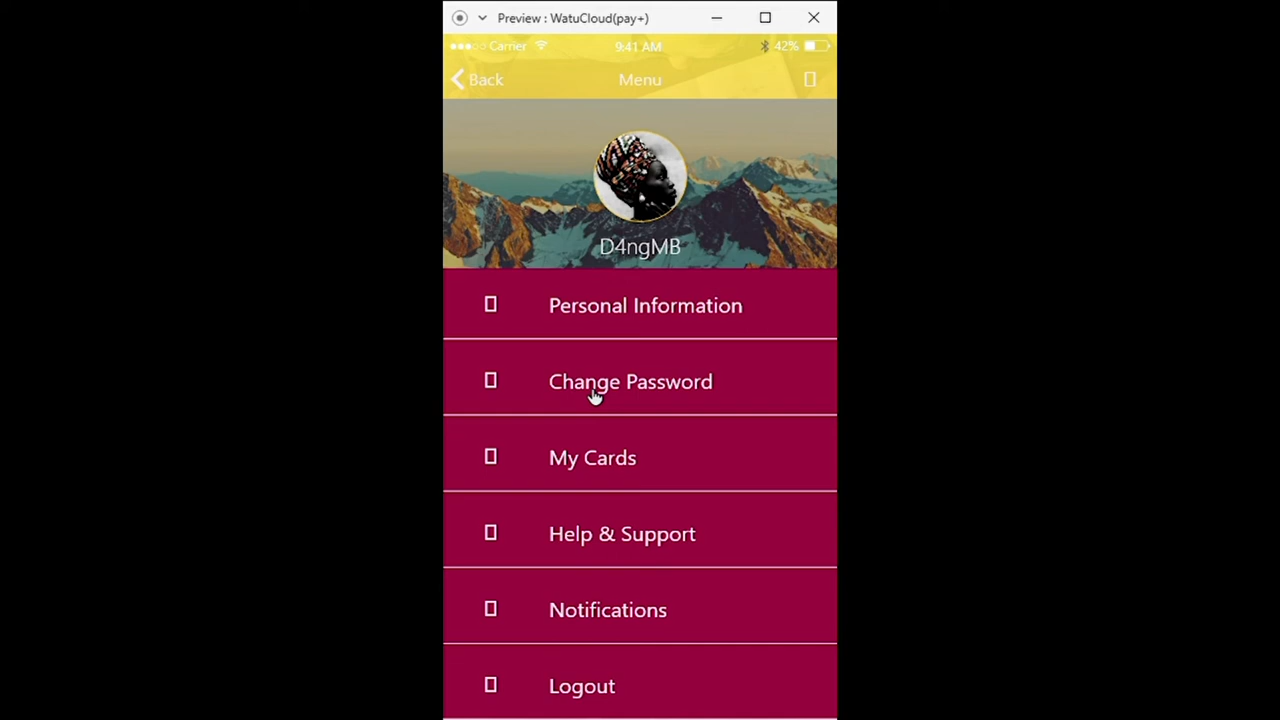 Preview : WatuCloud(pay+)
Carrier 9:41 AM 42%
Back Menu
D4ngMB
Personal Information
Change Password
My Cards
Help & Support
Notifications
Logout